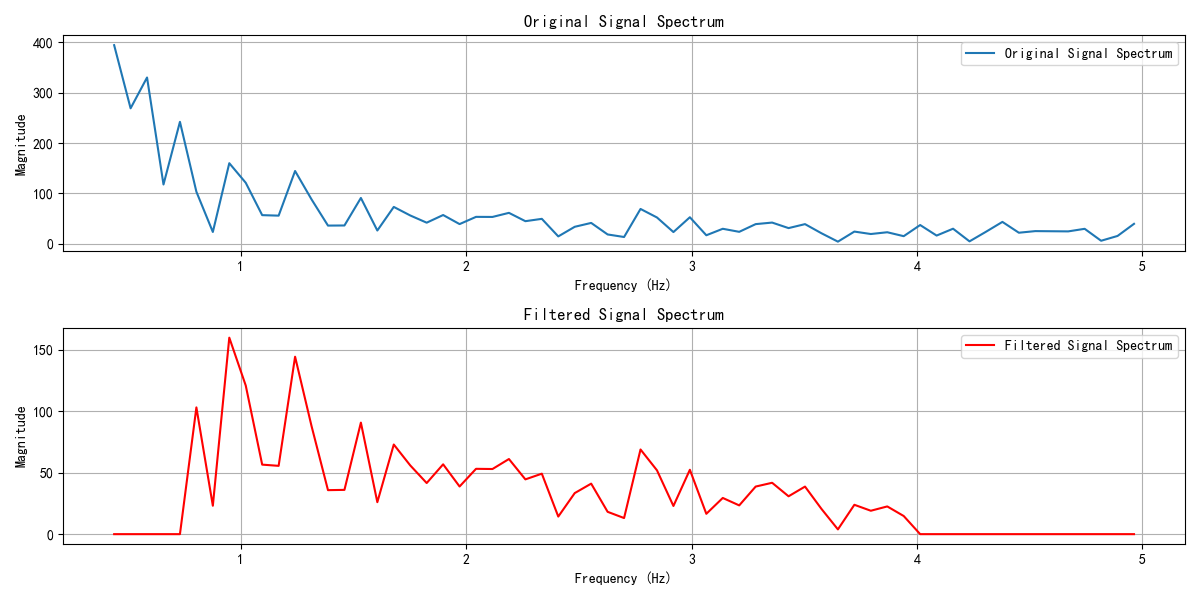 Original Signal Spectrum
400
300
200
100
0
Magnitude
Original Signal Spectrum
1
2
3
4
5
Frequency (Hz)
Filtered Signal Spectrum
150
100
50
0
Magnitude
Filtered Signal Spectrum
1
2
3
4
5
Frequency (Hz)